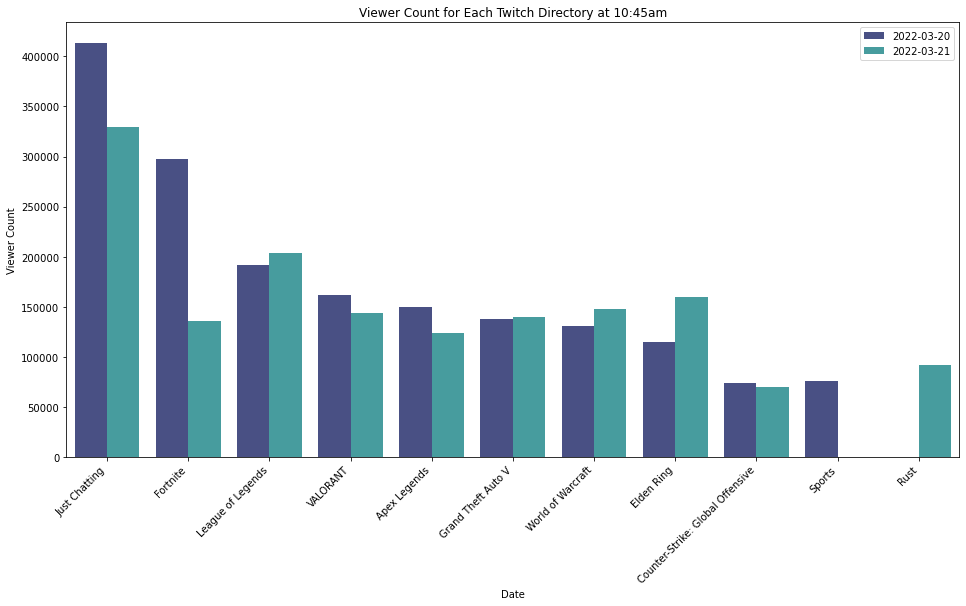 Viewer Count for Each Twitch Directory at 10:45am
2022-03-20
2022-03-21
Viewer Count
400000
350000
300000
250000
200000
150000
100000
50000
0
Just Chatting
Fortnite
League of Legends
VALORANT
Apex Legends
Grand Theft Auto V
World of Warcraft
Elden Ring
Counter-Strike: Global Offensive
Sports
Rust
Date